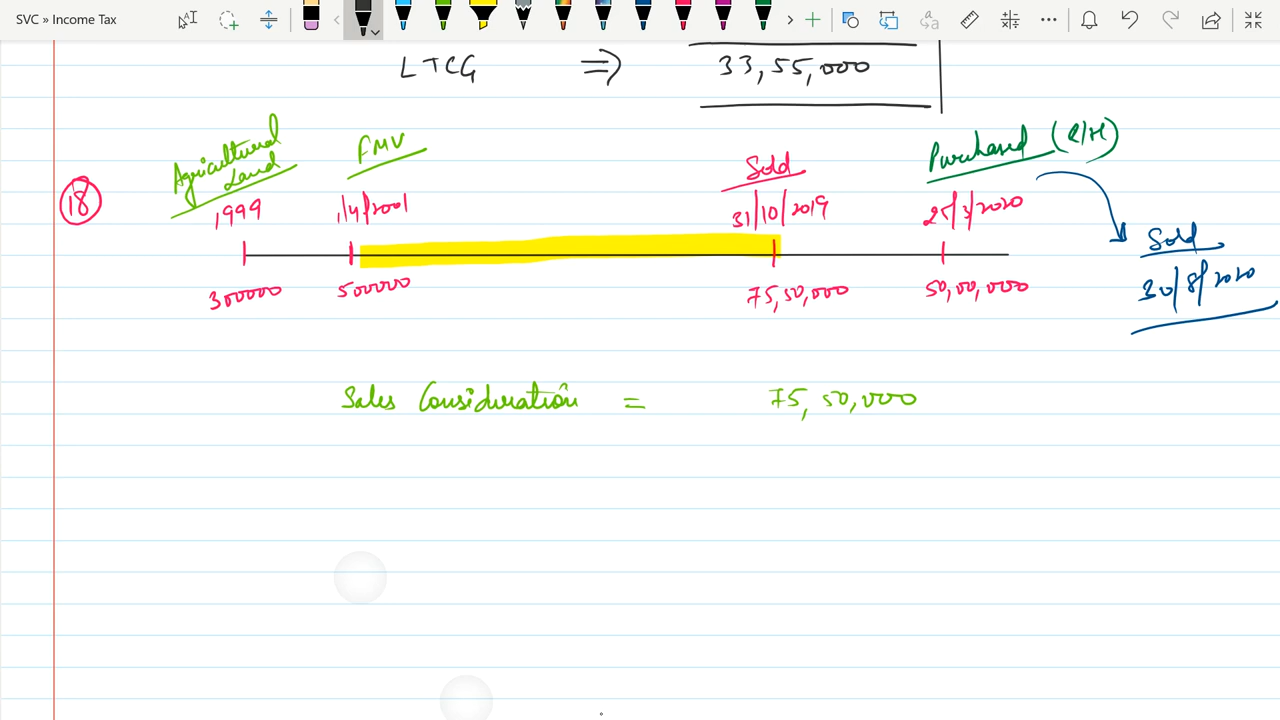 SVC » Income Tax
LTCG ⇒ 33,55,000
18
Agricultural Land
1999
300000
FMV
1/4/2001
500000
Sold
31/10/2019
75,50,000
Purchased (R/H)
25/3/2020
50,00,000
Sold
30/8/2020
Sales Consideration = 75,50,000